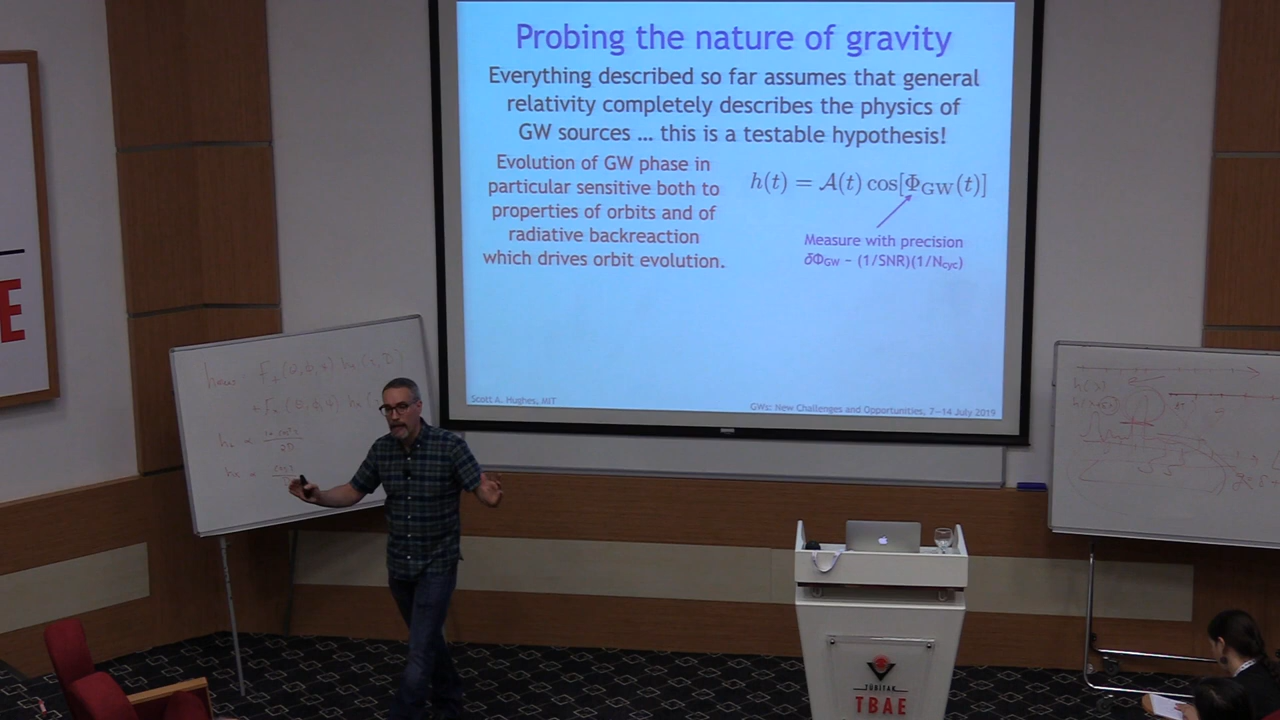 Probing the nature of gravity
Everything described so far assumes that general
relativity completely describes the physics of
GW sources … this is a testable hypothesis!
Evolution of GW phase in
particular sensitive both to
properties of orbits and of
radiative backreaction
which drives orbit evolution.
h(t) = 𝒜(t) cos[Φ_GW(t)]
Measure with precision
δΦ_GW ~ (1/SNR)(1/N_cyc)
Scott A. Hughes, MIT
GWs: New Challenges and Opportunities, 7–14 July 2019
E
TÜBİTAK
TBAE